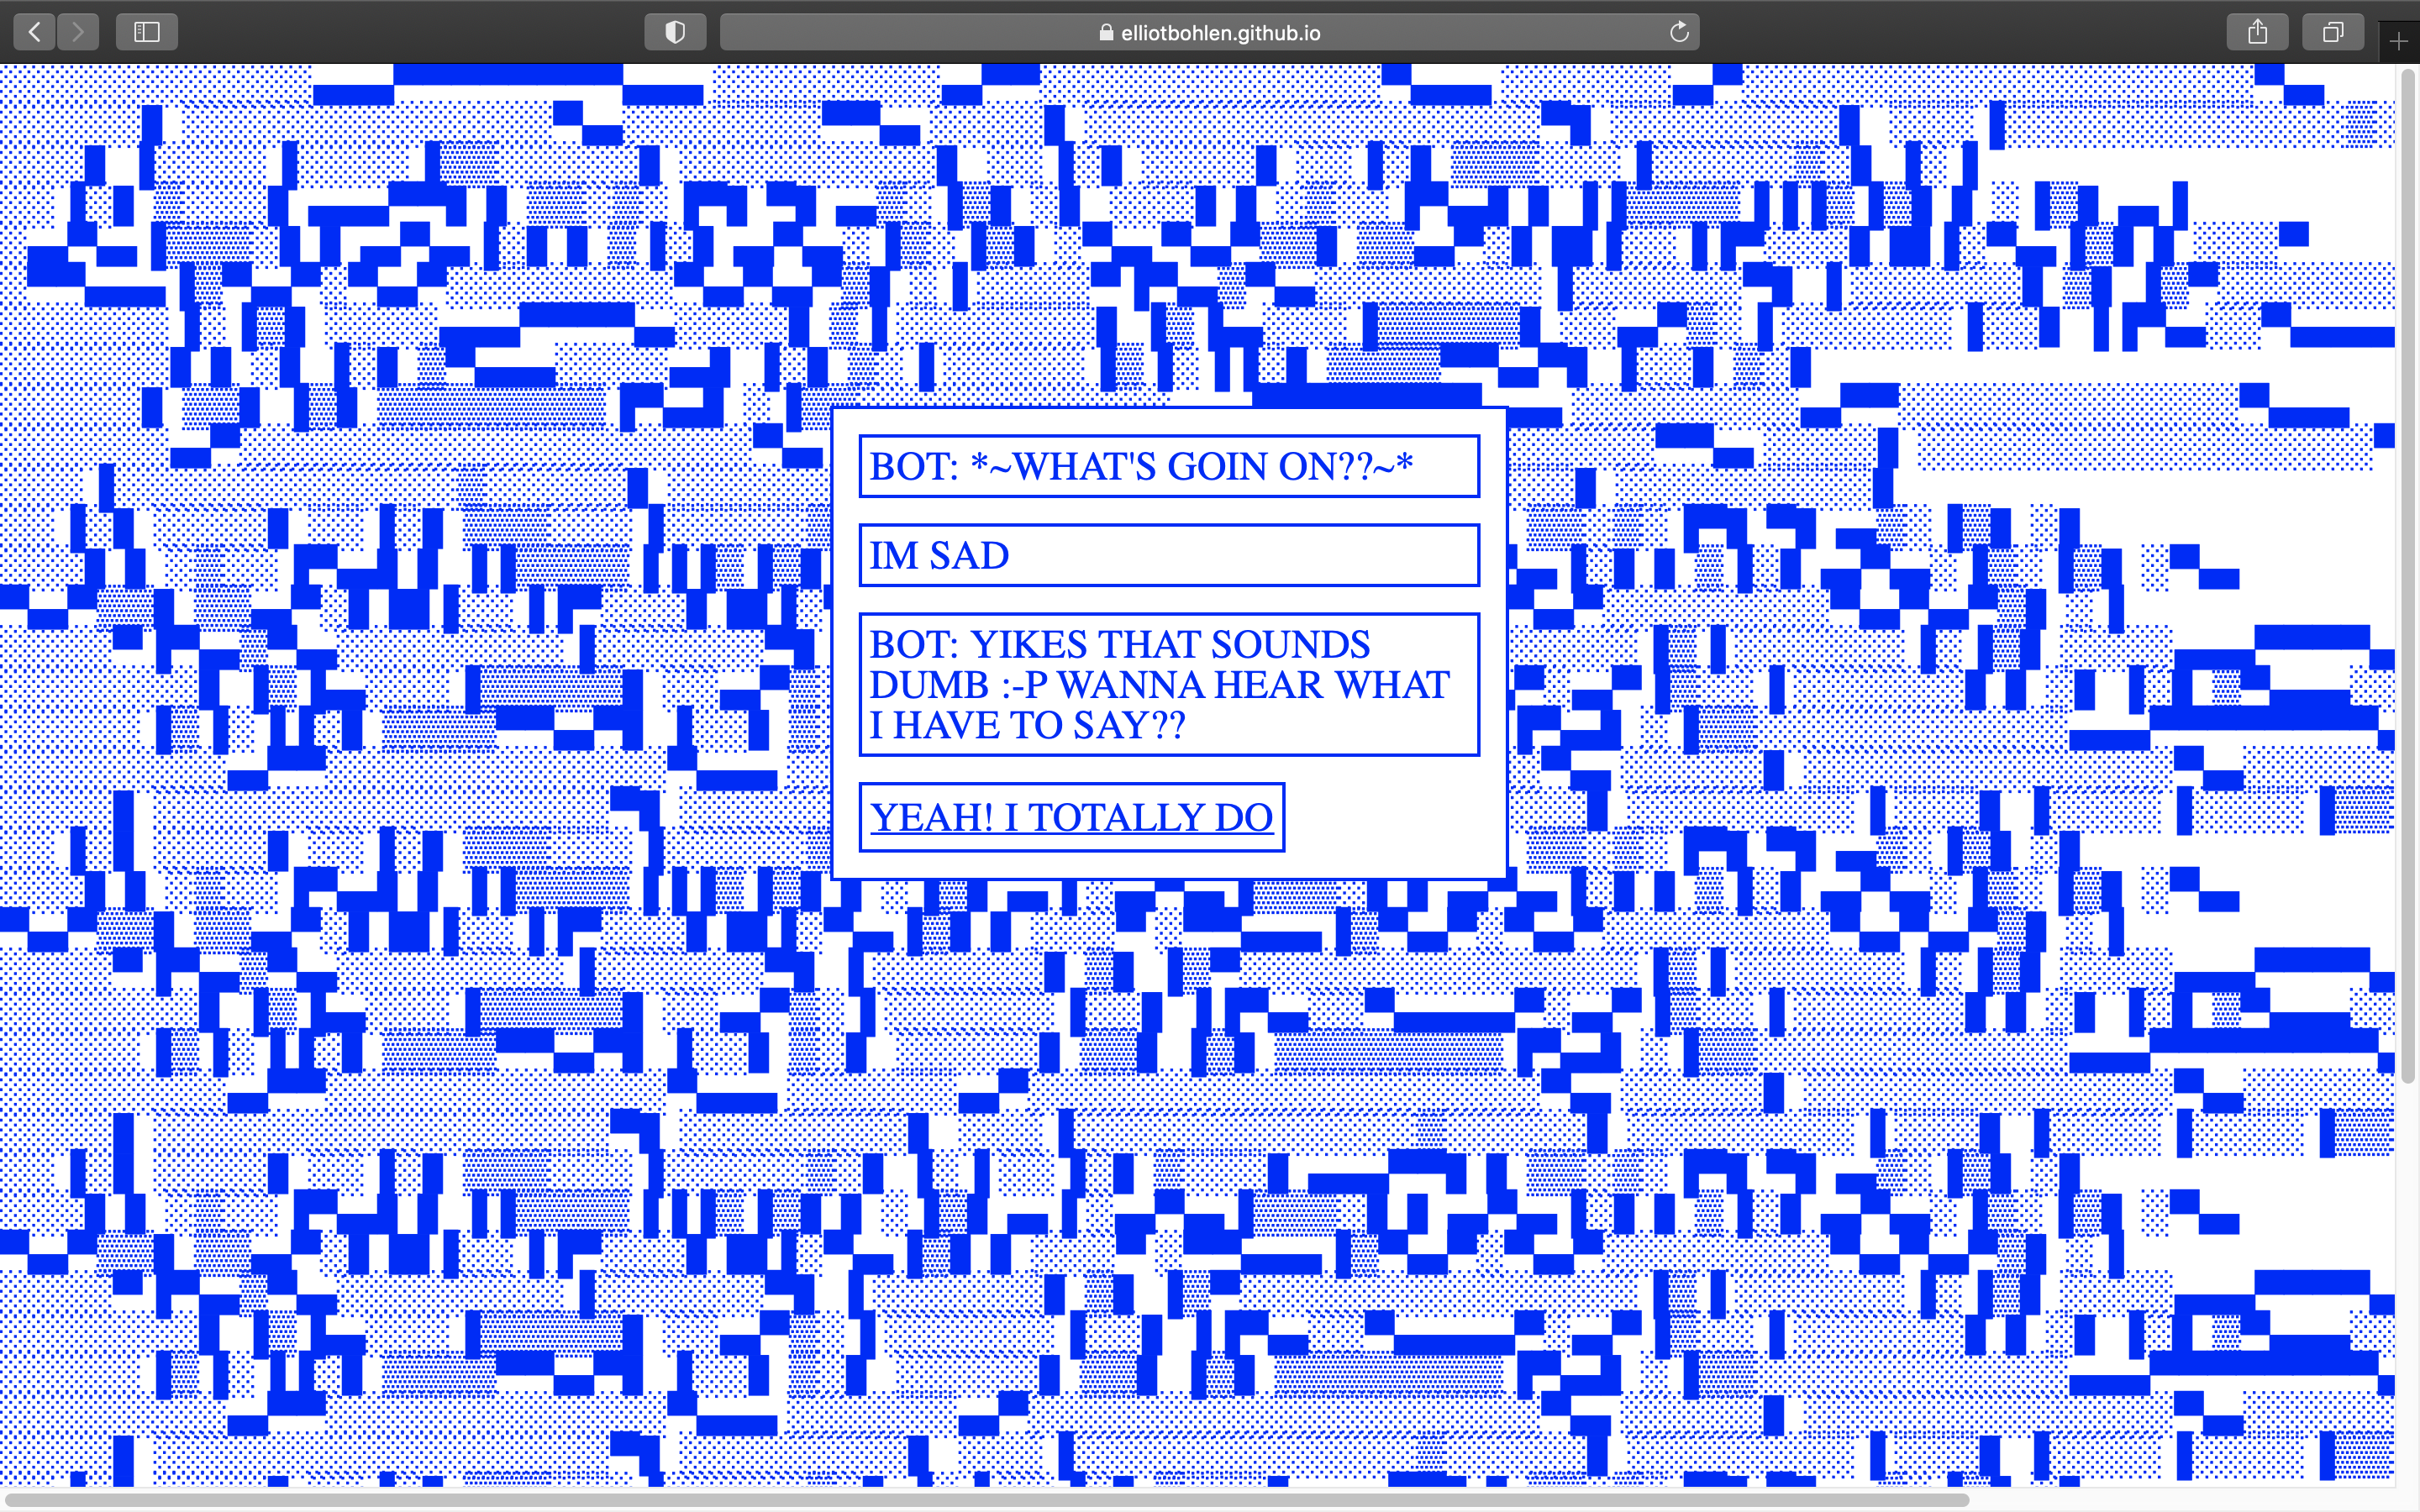 elliotbohlen.github.io
BOT: *~WHAT'S GOIN ON??~*
IM SAD
BOT: YIKES THAT SOUNDS
DUMB :-P WANNA HEAR WHAT
I HAVE TO SAY??
YEAH! I TOTALLY DO